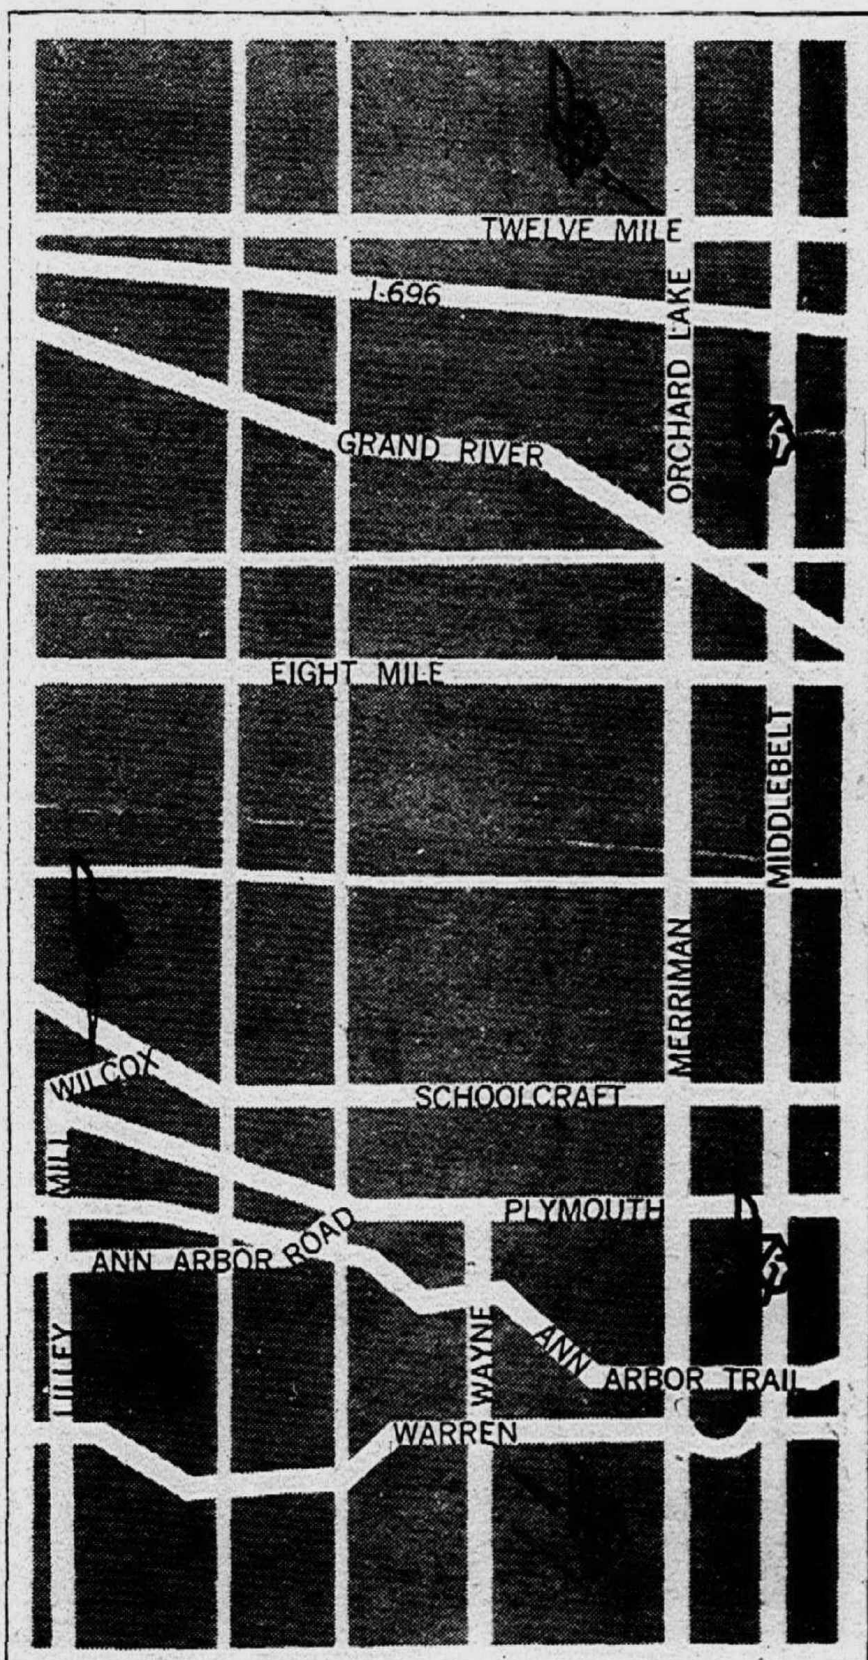 TWELVE MILE
I-696
ORCHARD LAKE
GRAND RIVER
EIGHT MILE
MIDDLEBELT
MERRIMAN
WILCOX
SCHOOLCRAFT
MILL
PLYMOUTH
ANN ARBOR ROAD
WAYNE
ANN ARBOR TRAIL
LILLEY
WARREN